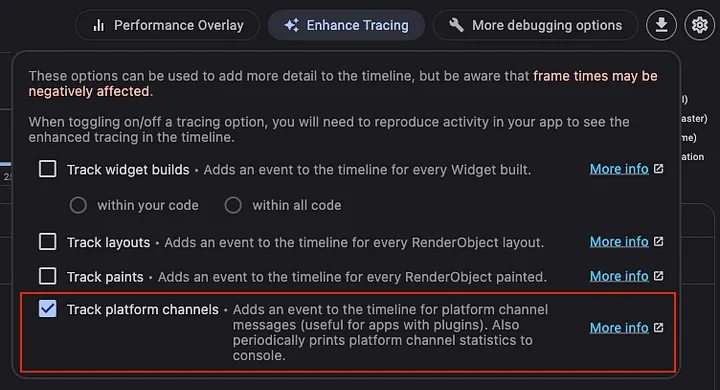 Performance Overlay
Enhance Tracing
More debugging options
These options can be used to add more detail to the timeline, but be aware that frame times may be
negatively affected.
When toggling on/off a tracing option, you will need to reproduce activity in your app to see the
enhanced tracing in the timeline.
Track widget builds • Adds an event to the timeline for every Widget built.
More info
within your code
within all code
Track layouts • Adds an event to the timeline for every RenderObject layout.
More info
Track paints • Adds an event to the timeline for every RenderObject painted.
More info
Track platform channels • Adds an event to the timeline for platform channel
messages (useful for apps with plugins). Also
periodically prints platform channel statistics to
console.
More info